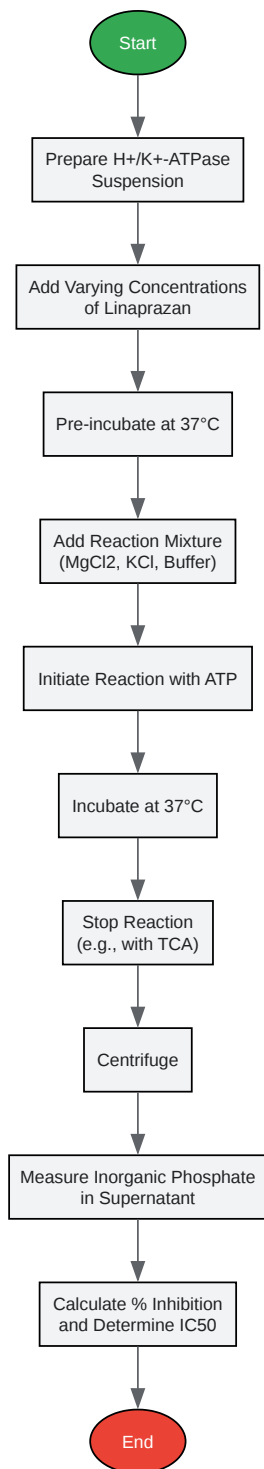 Start
Prepare H+/K+-ATPase
Suspension
Add Varying Concentrations
of Linaprazan
Pre-incubate at 37°C
Add Reaction Mixture
(MgCl2, KCl, Buffer)
Initiate Reaction with ATP
Incubate at 37°C
Stop Reaction
(e.g., with TCA)
Centrifuge
Measure Inorganic Phosphate
in Supernatant
Calculate % Inhibition
and Determine IC50
End